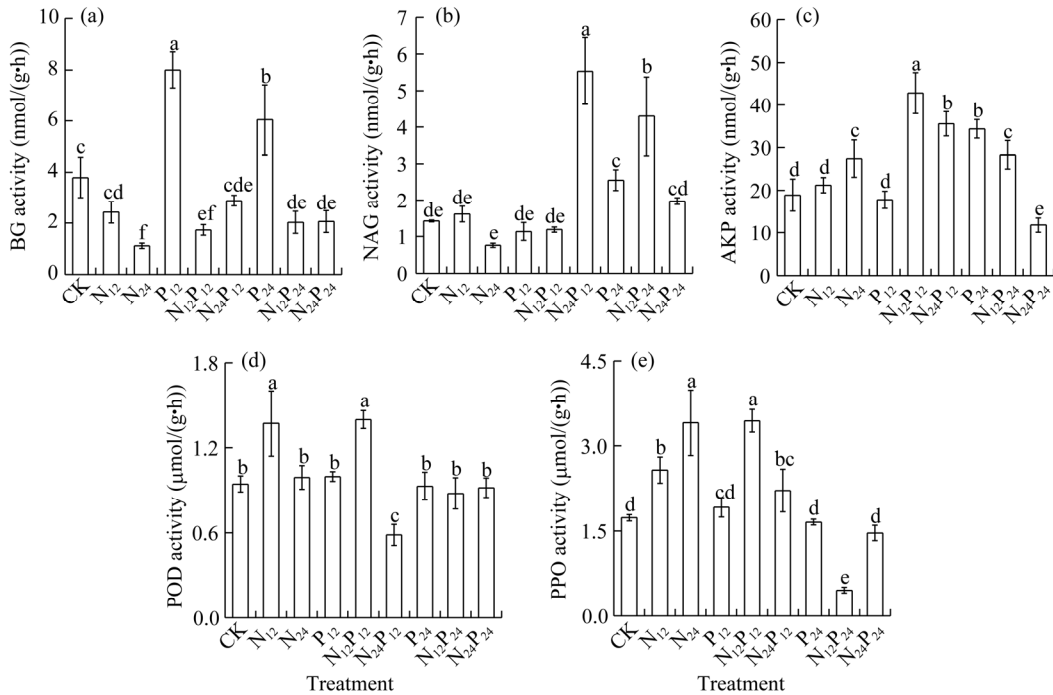 (a)
BG activity (nmol/(g•h))
10
8
6
4
2
0
c
cd
f
a
ef
cde
b
de
de
CK
N₁₂
N₂₄
P₁₂
N₁₂P₁₂
N₂₄P₁₂
P₂₄
N₁₂P₂₄
N₂₄P₂₄
(b)
NAG activity (nmol/(g•h))
7
6
5
4
3
2
1
0
de
de
e
de
de
a
c
b
cd
CK
N₁₂
N₂₄
P₁₂
N₁₂P₁₂
N₂₄P₁₂
P₂₄
N₁₂P₂₄
N₂₄P₂₄
(c)
AKP activity (nmol/(g•h))
60
50
40
30
20
10
0
d
d
c
d
a
b
b
c
e
CK
N₁₂
N₂₄
P₁₂
N₁₂P₁₂
N₂₄P₁₂
P₂₄
N₁₂P₂₄
N₂₄P₂₄
(d)
POD activity (μmol/(g•h))
1.8
1.2
0.6
0.0
b
a
b
b
a
c
b
b
b
CK
N₁₂
N₂₄
P₁₂
N₁₂P₁₂
N₂₄P₁₂
P₂₄
N₁₂P₂₄
N₂₄P₂₄
Treatment
(e)
PPO activity (μmol/(g•h))
4.5
3.0
1.5
0.0
d
b
a
cd
a
bc
d
e
d
CK
N₁₂
N₂₄
P₁₂
N₁₂P₁₂
N₂₄P₁₂
P₂₄
N₁₂P₂₄
N₂₄P₂₄
Treatment